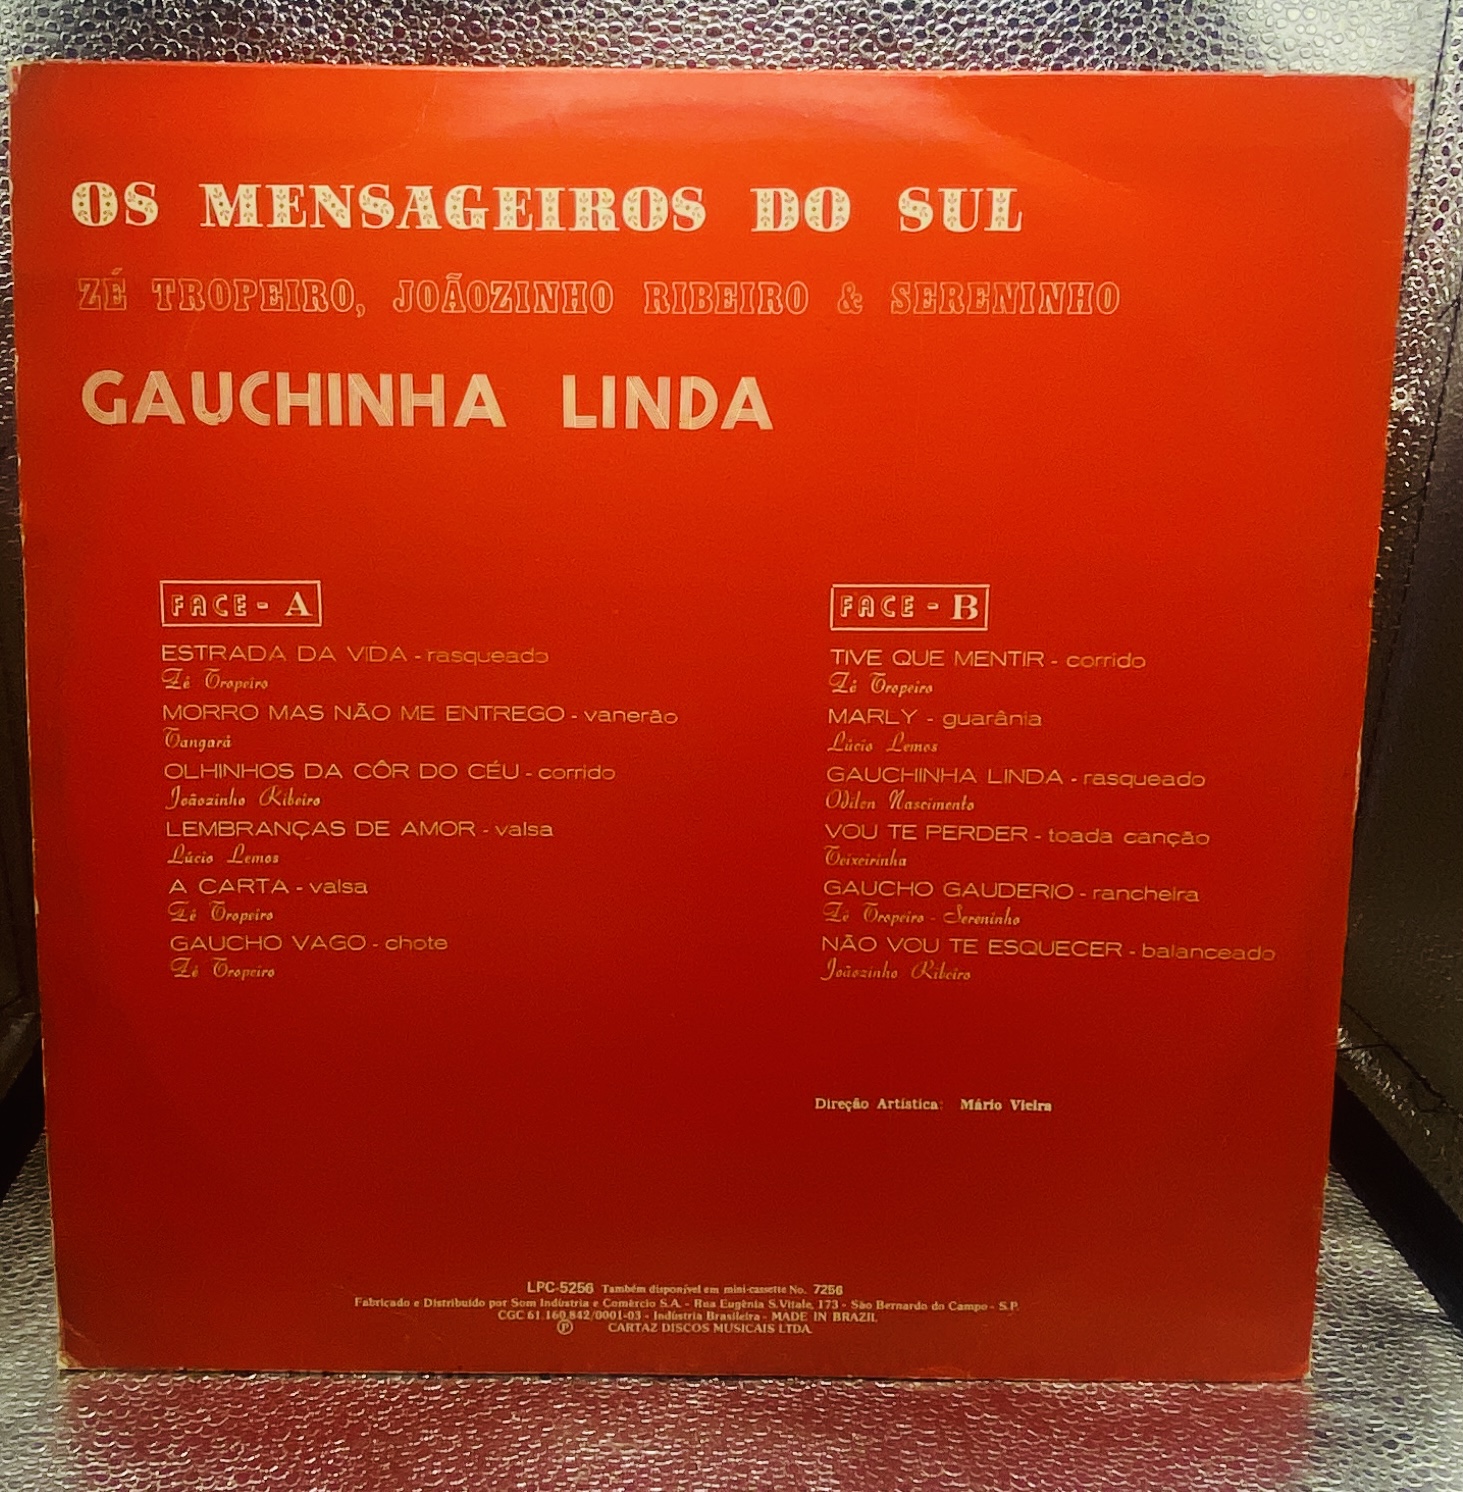 OS MENSAGEIROS DO SUL
ZÉ TROPEIRO, JOÃOZINHO RIBEIRO & SERENINHO
GAUCHINHA LINDA
FACE - A
ESTRADA DA VIDA - rasqueado
Zé Tropeiro
MORRO MAS NÃO ME ENTREGO - vanerão
Tangará
OLHINHOS DA CÔR DO CÉU - corrido
Joãozinho Ribeiro
LEMBRANÇAS DE AMOR - valsa
Lúcio Lemos
A CARTA - valsa
Zé Tropeiro
GAUCHO VAGO - chote
Zé Tropeiro
FACE - B
TIVE QUE MENTIR - corrido
Zé Tropeiro
MARLY - guarânia
Lúcio Lemos
GAUCHINHA LINDA - rasqueado
Odilon Nascimento
VOU TE PERDER - toada canção
Teixeirinha
GAUCHO GAUDERIO - rancheira
Zé Tropeiro - Sereninho
NÃO VOU TE ESQUECER - balanceado
Joãozinho Ribeiro
Direção Artística: Mário Vieira
LPC-5256 Também disponível em mini-cassette No. 7256
Fabricado e Distribuído por Som Indústria e Comércio S.A. - Rua Eugênia S.Vitale, 173 - São Bernardo do Campo - S.P.
CGC 61.160.842/0001-03 - Indústria Brasileira - MADE IN BRAZIL
Ⓟ CARTAZ DISCOS MUSICAIS LTDA.